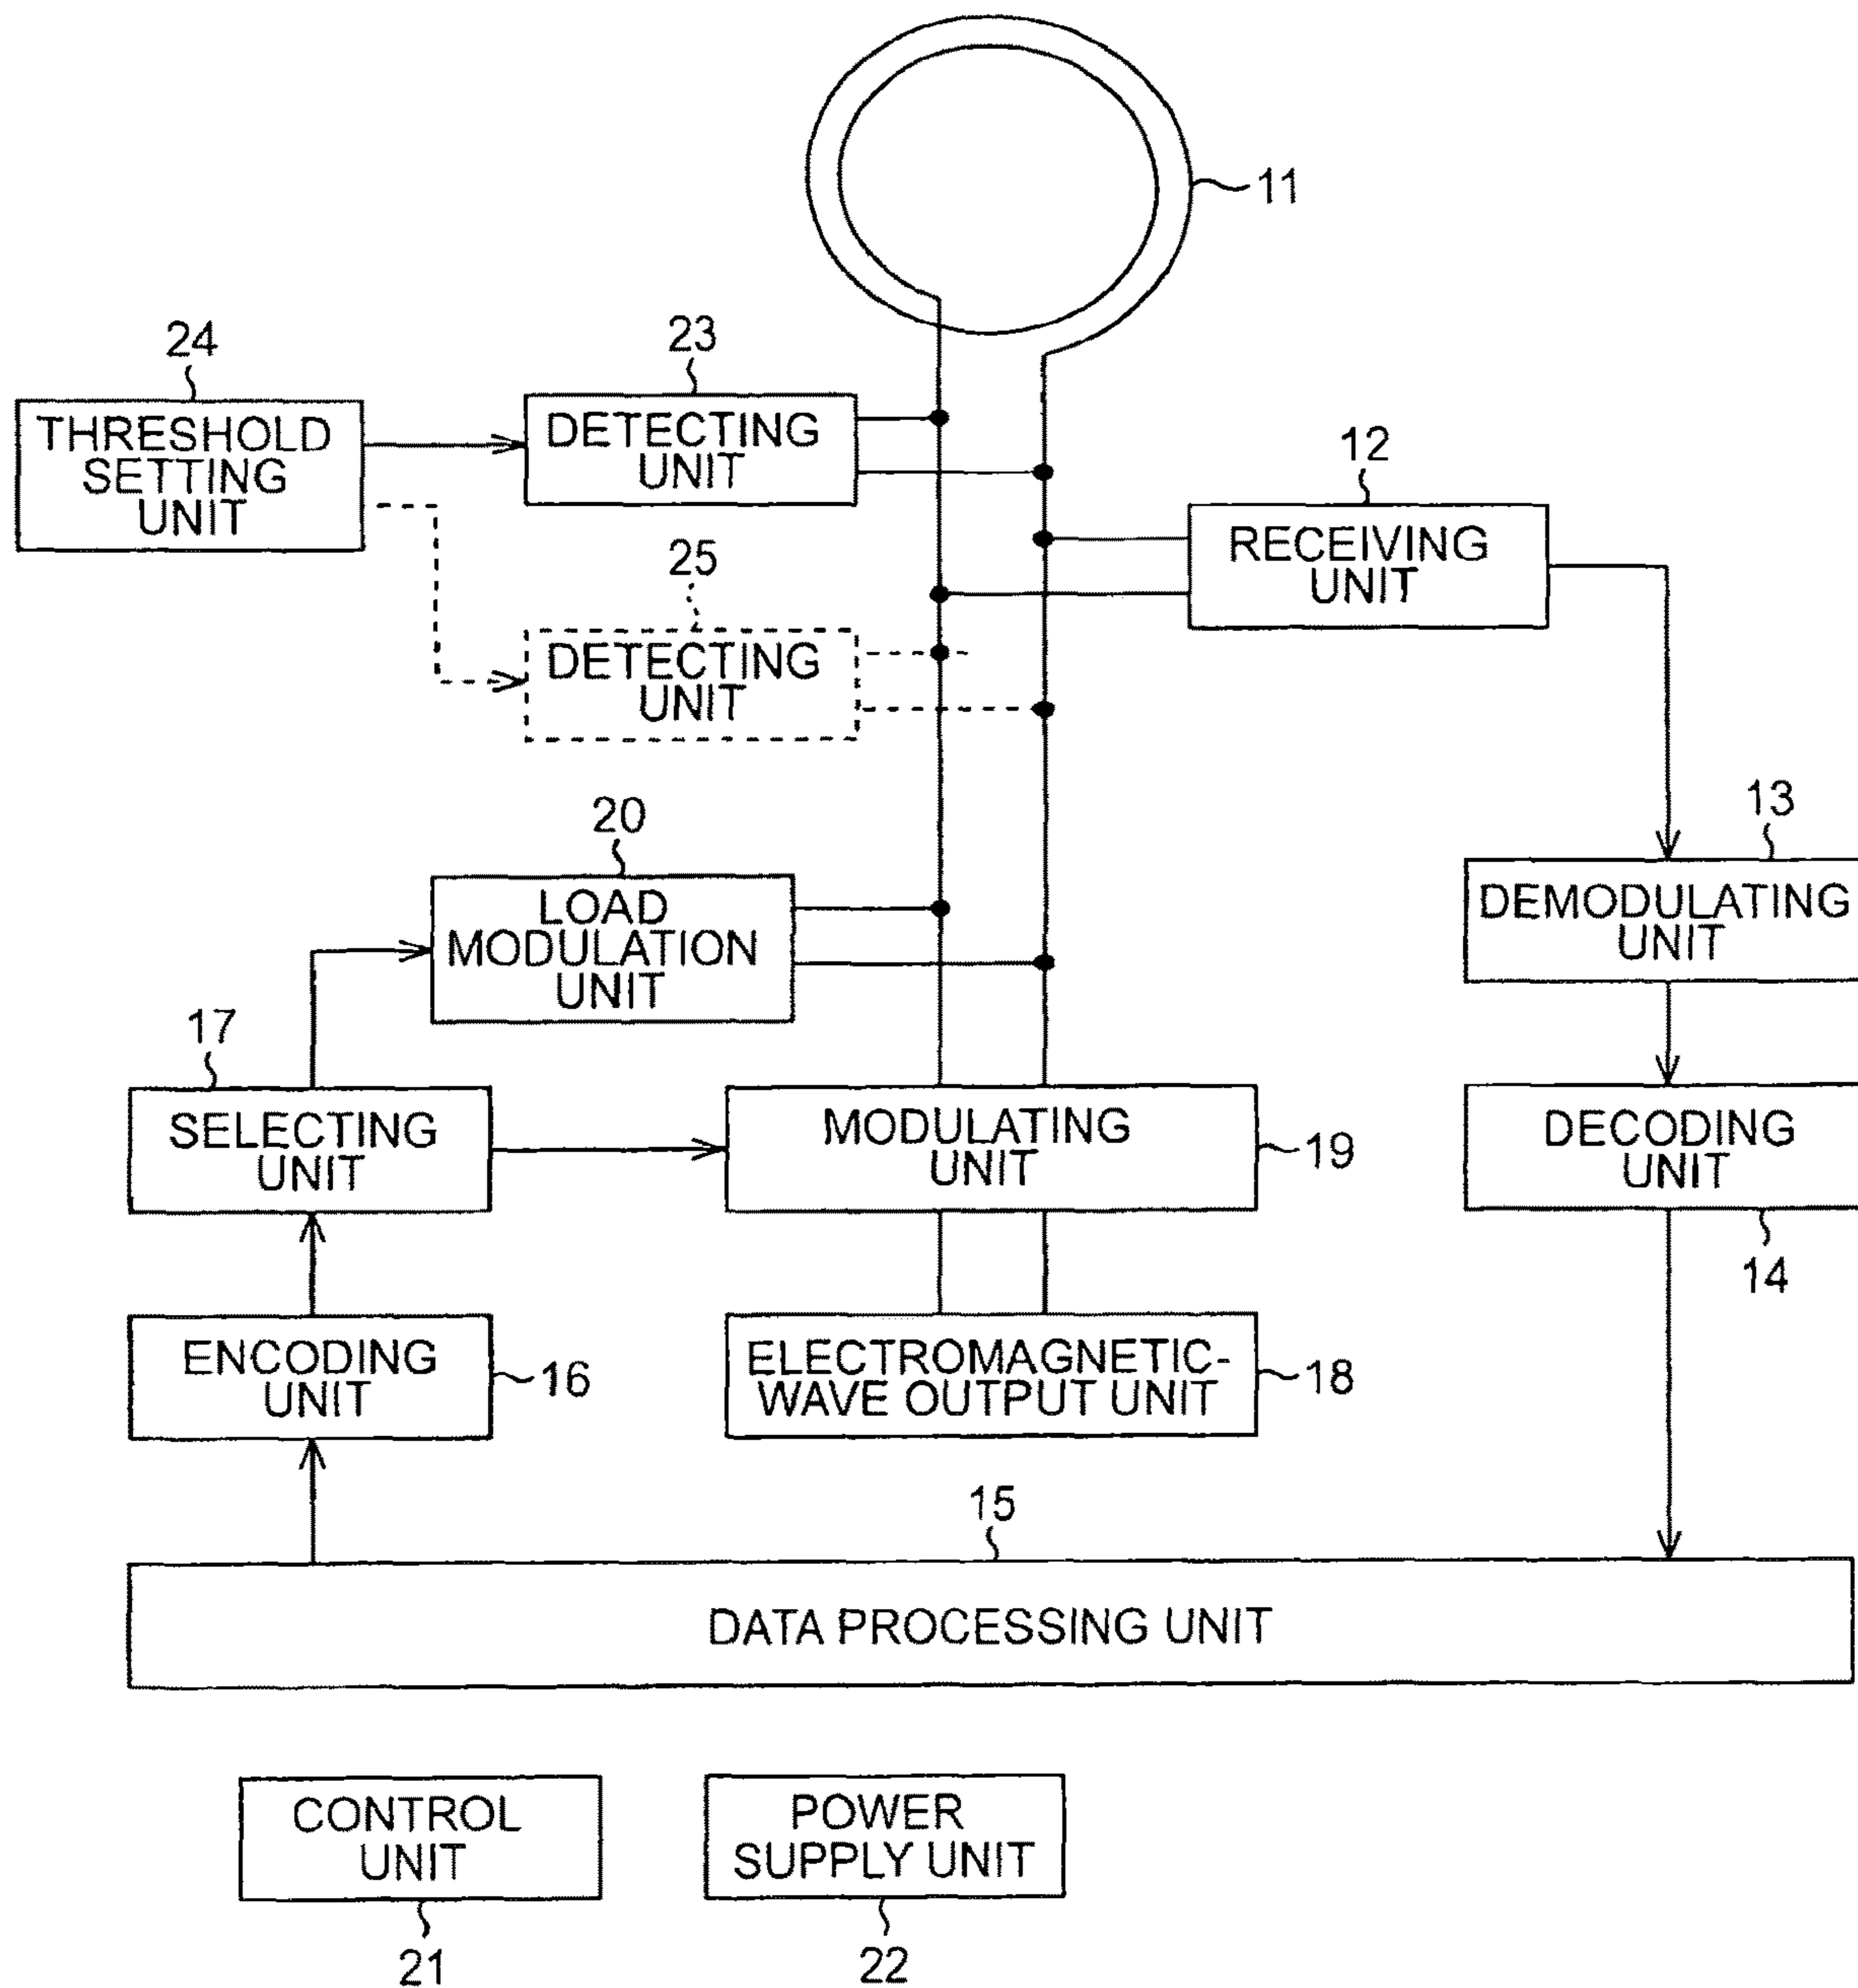 11
24
23
THRESHOLD
SETTING
UNIT
DETECTING
UNIT
12
RECEIVING
UNIT
25
DETECTING
UNIT
20
LOAD
MODULATION
UNIT
13
DEMODULATING
UNIT
17
SELECTING
UNIT
MODULATING
UNIT
19
DECODING
UNIT
14
ENCODING
UNIT
16
ELECTROMAGNETIC-
WAVE OUTPUT UNIT
18
15
DATA PROCESSING UNIT
CONTROL
UNIT
21
POWER
SUPPLY UNIT
22